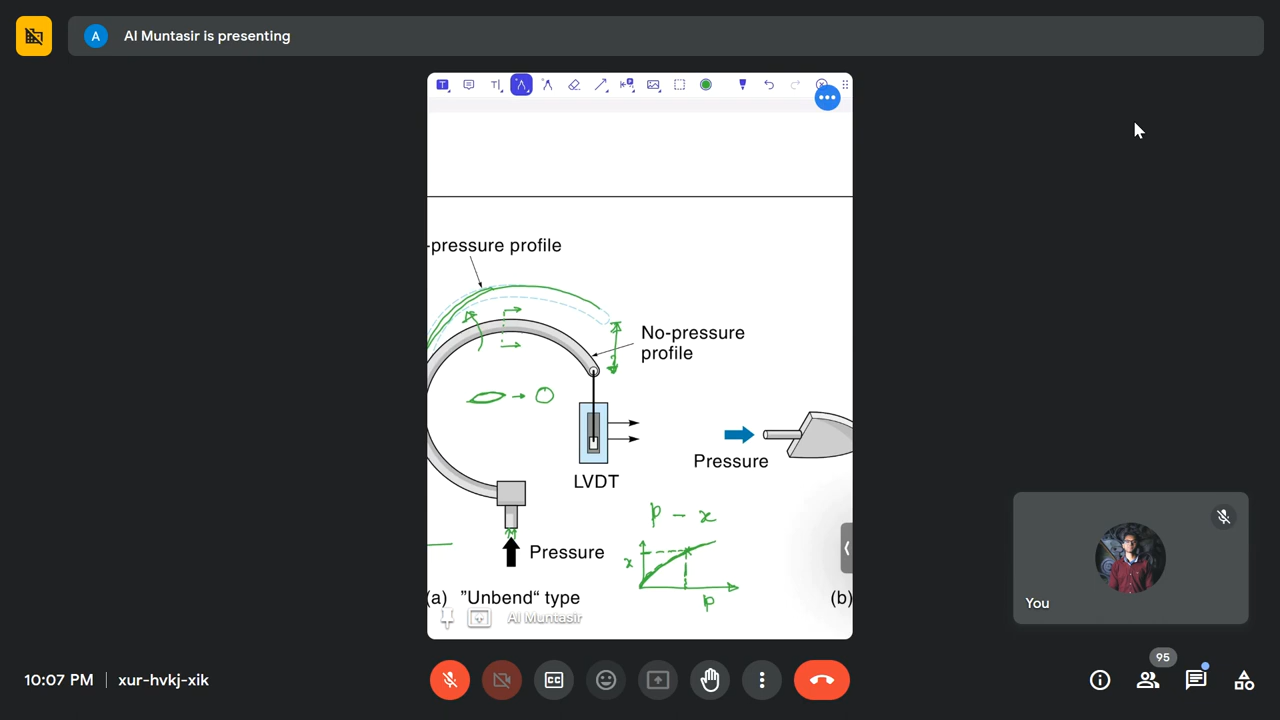 A
Al Muntasir is presenting
T
T
-pressure profile
No-pressure
profile
LVDT
Pressure
P - x
x
P
Pressure
(a) "Unbend“ type
(b)
Al Muntasir
You
10:07 PM | xur-hvkj-xik
CC
95